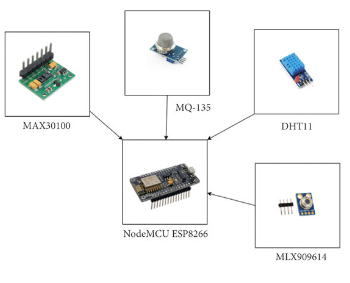 MAX30100
MQ-135
DHT11
NodeMCU ESP8266
MLX909614